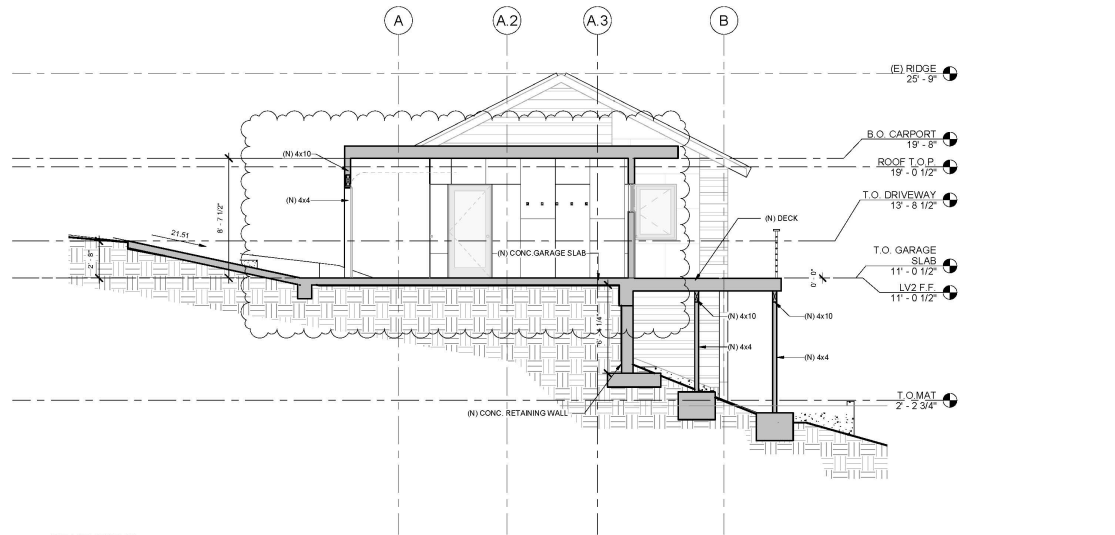 A
A.2
A.3
B
(E) RIDGE
25' - 9"
B.O. CARPORT
19' - 8"
ROOF T.O.P.
19' - 0 1/2"
T.O. DRIVEWAY
13' - 8 1/2"
T.O. GARAGE
SLAB
11' - 0 1/2"
LV2 F.F.
11' - 0 1/2"
T.O.MAT
2' - 2 3/4"
(N) 4x10
(N) 4x4
8' - 7 1/2"
21.51
2' - 8"
(N) CONC.GARAGE SLAB
(N) DECK
0' - 0"
(N) 4x10
(N) 4x10
(N) 4x4
(N) 4x4
(N) CONC. RETAINING WALL